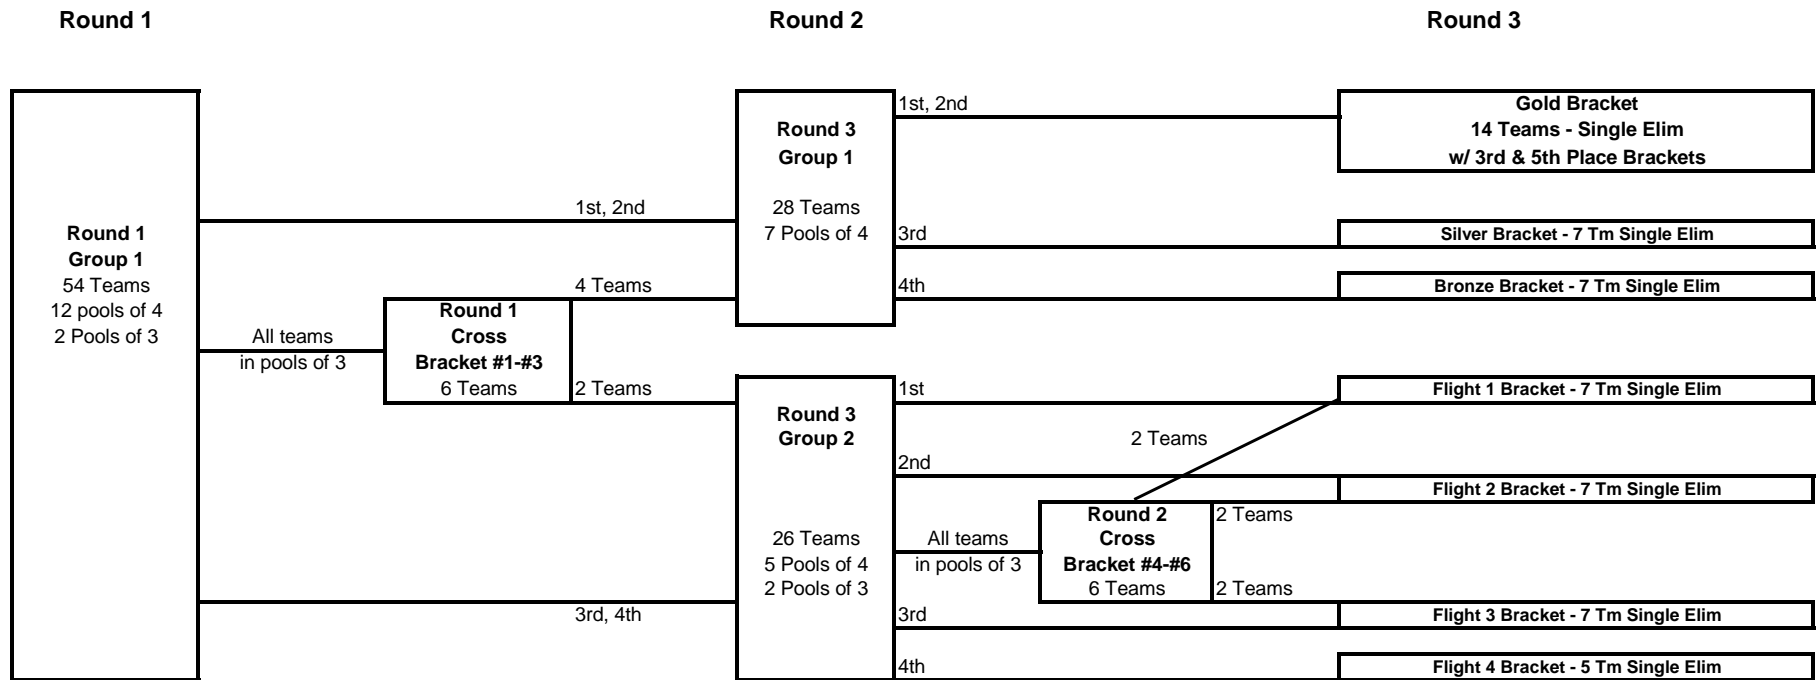 Round 1
Round 2
Round 3
Round 1
Group 1
54 Teams
12 pools of 4
2 Pools of 3
1st, 2nd
All teams
in pools of 3
Round 1
Cross
Bracket #1-#3
6 Teams
4 Teams
2 Teams
3rd, 4th
Round 3
Group 1
28 Teams
7 Pools of 4
1st, 2nd
3rd
4th
Round 3
Group 2
26 Teams
5 Pools of 4
2 Pools of 3
1st
2nd
All teams
in pools of 3
3rd
4th
Round 2
Cross
Bracket #4-#6
6 Teams
2 Teams
2 Teams
2 Teams
Gold Bracket
14 Teams - Single Elim
w/ 3rd & 5th Place Brackets
Silver Bracket - 7 Tm Single Elim
Bronze Bracket - 7 Tm Single Elim
Flight 1 Bracket - 7 Tm Single Elim
Flight 2 Bracket - 7 Tm Single Elim
Flight 3 Bracket - 7 Tm Single Elim
Flight 4 Bracket - 5 Tm Single Elim